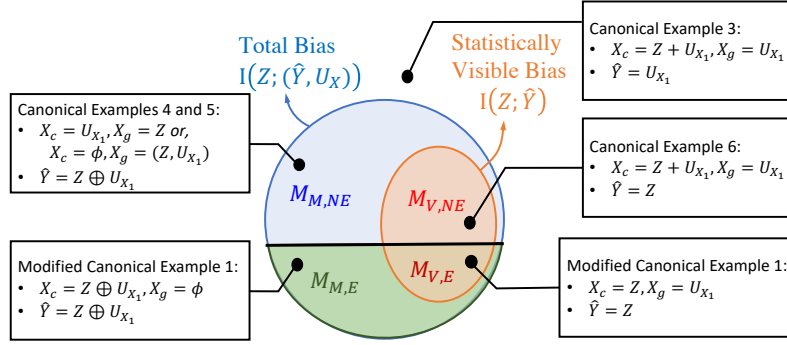 Total Bias
I(Z; (Ŷ, U_X))
Statistically
Visible Bias
I(Z; Ŷ)
Canonical Example 3:
• X_c = Z + U_{X_1}, X_g = U_{X_1}
• Ŷ = U_{X_1}
Canonical Examples 4 and 5:
• X_c = U_{X_1}, X_g = Z or,
X_c = ϕ, X_g = (Z, U_{X_1})
• Ŷ = Z ⊕ U_{X_1}
Canonical Example 6:
• X_c = Z + U_{X_1}, X_g = U_{X_1}
• Ŷ = Z
M_{M,NE}
M_{V,NE}
M_{M,E}
M_{V,E}
Modified Canonical Example 1:
• X_c = Z ⊕ U_{X_1}, X_g = ϕ
• Ŷ = Z ⊕ U_{X_1}
Modified Canonical Example 1:
• X_c = Z, X_g = U_{X_1}
• Ŷ = Z